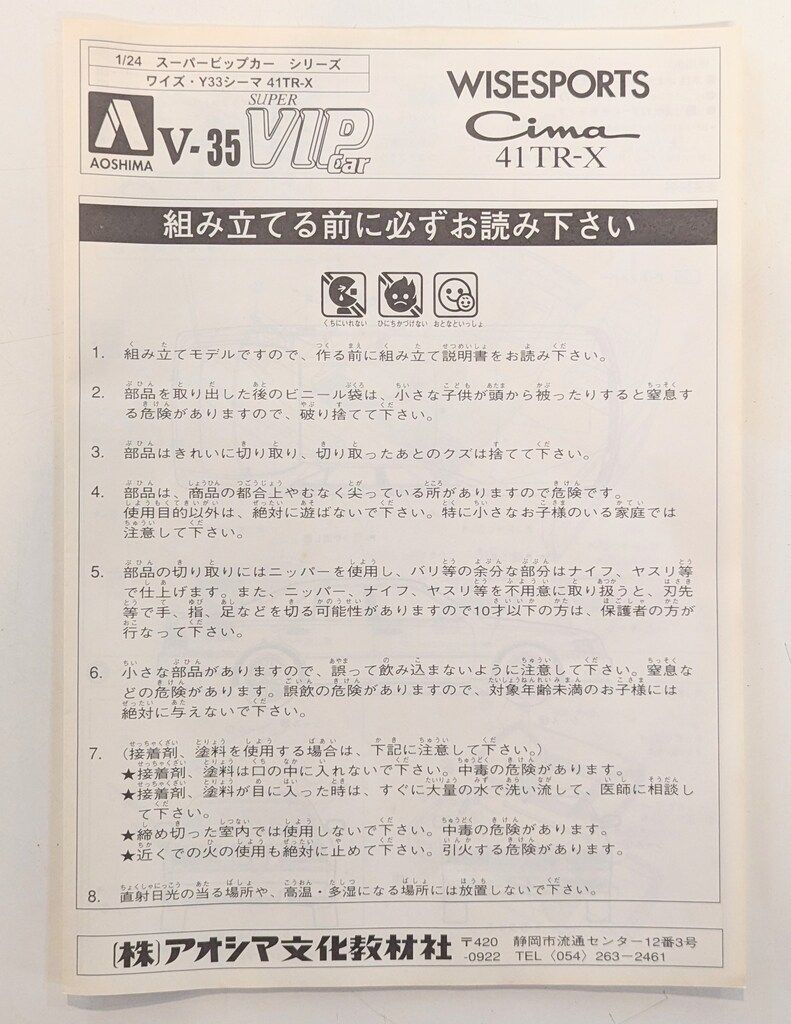 1/24 スーパービップカー シリーズ
ワイズ・Y33シーマ 41TR-X
AOSHIMA
V-35
SUPER
VIP
Car
WISESPORTS
Cima
41TR-X
組み立てる前に必ずお読み下さい
くちにいれない ひにちかづけない おとなといっしょ
1. 組み立てモデルですので、作る前に組み立て説明書をお読み下さい。
2. 部品を取り出した後のビニール袋は、小さな子供が頭から被ったりすると窒息す
る危険がありますので、破り捨てて下さい。
3. 部品はきれいに切り取り、切り取ったあとのクズは捨てて下さい。
4. 部品は、商品の都合上やむなく尖っている所がありますので危険です。
使用目的以外は、絶対に遊ばないで下さい。特に小さなお子様のいる家庭では
注意して下さい。
5. 部品の切り取りにはニッパーを使用し、バリ等の余分な部分はナイフ、ヤスリ等
で仕上げます。また、ニッパー、ナイフ、ヤスリ等を不用意に取り扱うと、刃先
等で手、指、足などを切る可能性がありますので10才以下の方は、保護者の方が
行なって下さい。
6. 小さな部品がありますので、誤って飲み込まないように注意して下さい。窒息な
どの危険があります。誤飲の危険がありますので、対象年齢未満のお子様には
絶対に与えないで下さい。
7. (接着剤、塗料を使用する場合は、下記に注意して下さい。)
★接着剤、塗料は口の中に入れないで下さい。中毒の危険があります。
★接着剤、塗料が目に入った時は、すぐに大量の水で洗い流して、医師に相談し
て下さい。
★締め切った室内では使用しないで下さい。中毒の危険があります。
★近くでの火の使用も絶対に止めて下さい。引火する危険があります。
8. 直射日光の当る場所や、高温・多湿になる場所には放置しないで下さい。
(株)アオシマ文化教材社
〒420 静岡市流通センター12番3号
-0922 TEL〈054〉263-2461